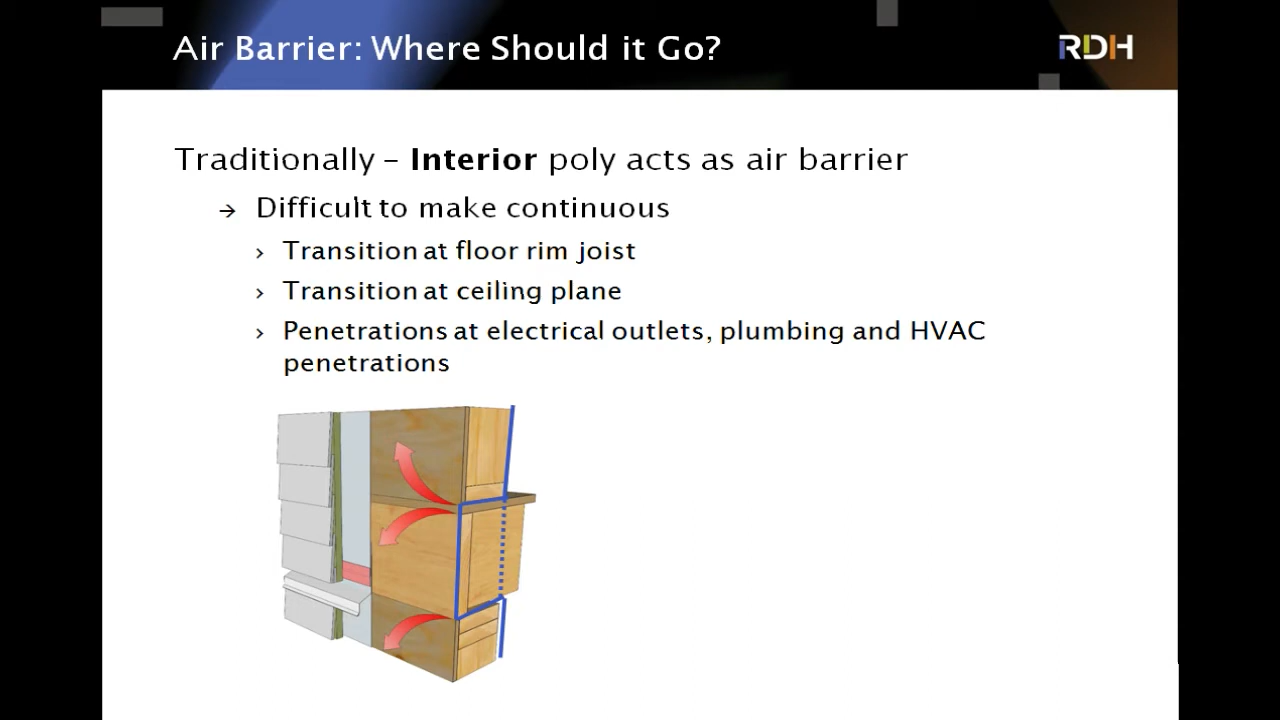 Air Barrier: Where Should it Go?
RDH
Traditionally – Interior poly acts as air barrier
→ Difficult to make continuous
› Transition at floor rim joist
› Transition at ceiling plane
› Penetrations at electrical outlets, plumbing and HVAC
penetrations